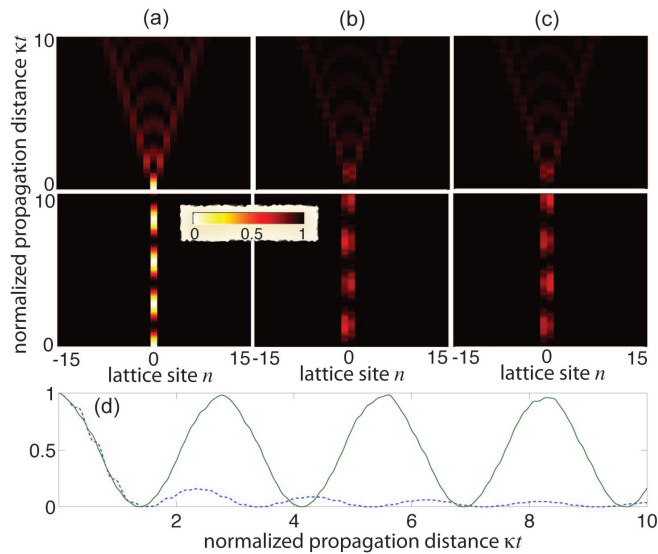 (a) (b) (c)
normalized propagation distance κt
10
0
10
0
0 0.5 1
-15 0 15 -15 0 15 -15 0 15
lattice site n lattice site n lattice site n
(d)
1
0.5
0
2 4 6 8 10
normalized propagation distance κt